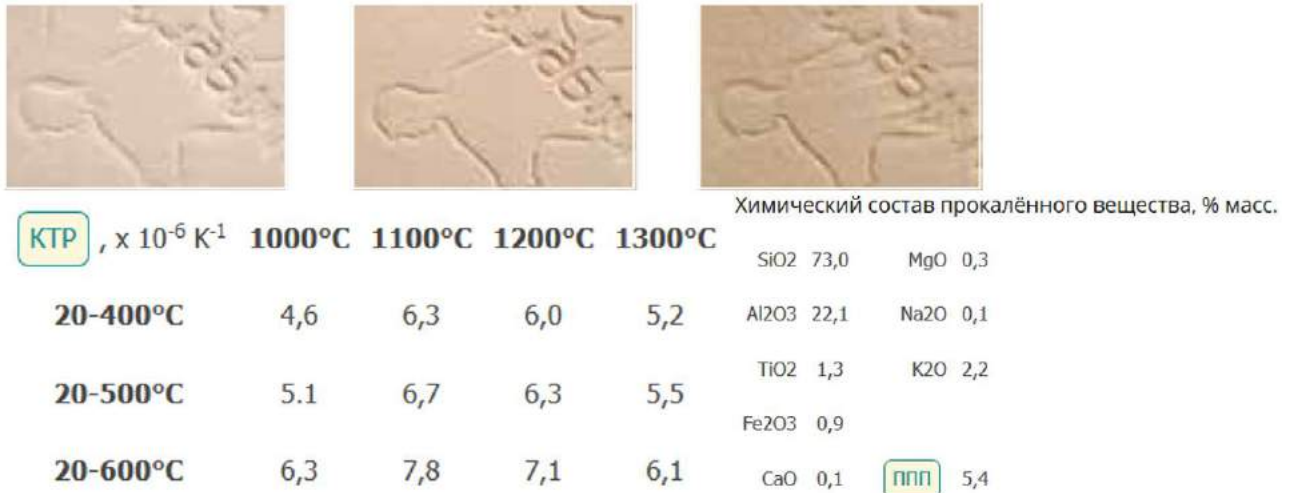 КТР , x 10⁻⁶ K⁻¹ 1000°C 1100°C 1200°C 1300°C
20-400°C 4,6 6,3 6,0 5,2
20-500°C 5.1 6,7 6,3 5,5
20-600°C 6,3 7,8 7,1 6,1
Химический состав прокалённого вещества, % масс.
SiO2 73,0 MgO 0,3
Al2O3 22,1 Na2O 0,1
TiO2 1,3 K2O 2,2
Fe2O3 0,9
CaO 0,1 ППП 5,4